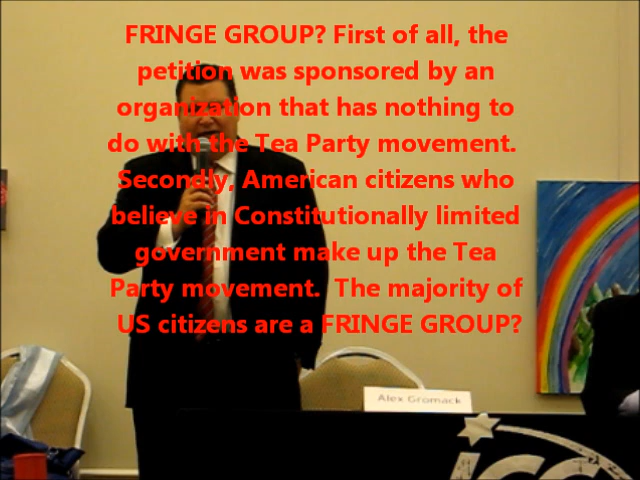 FRINGE GROUP? First of all, the
petition was sponsored by an
organization that has nothing to
do with the Tea Party movement.
Secondly, American citizens who
believe in Constitutionally limited
government make up the Tea
Party movement.  The majority of
US citizens are a FRINGE GROUP?
Alex Gromack